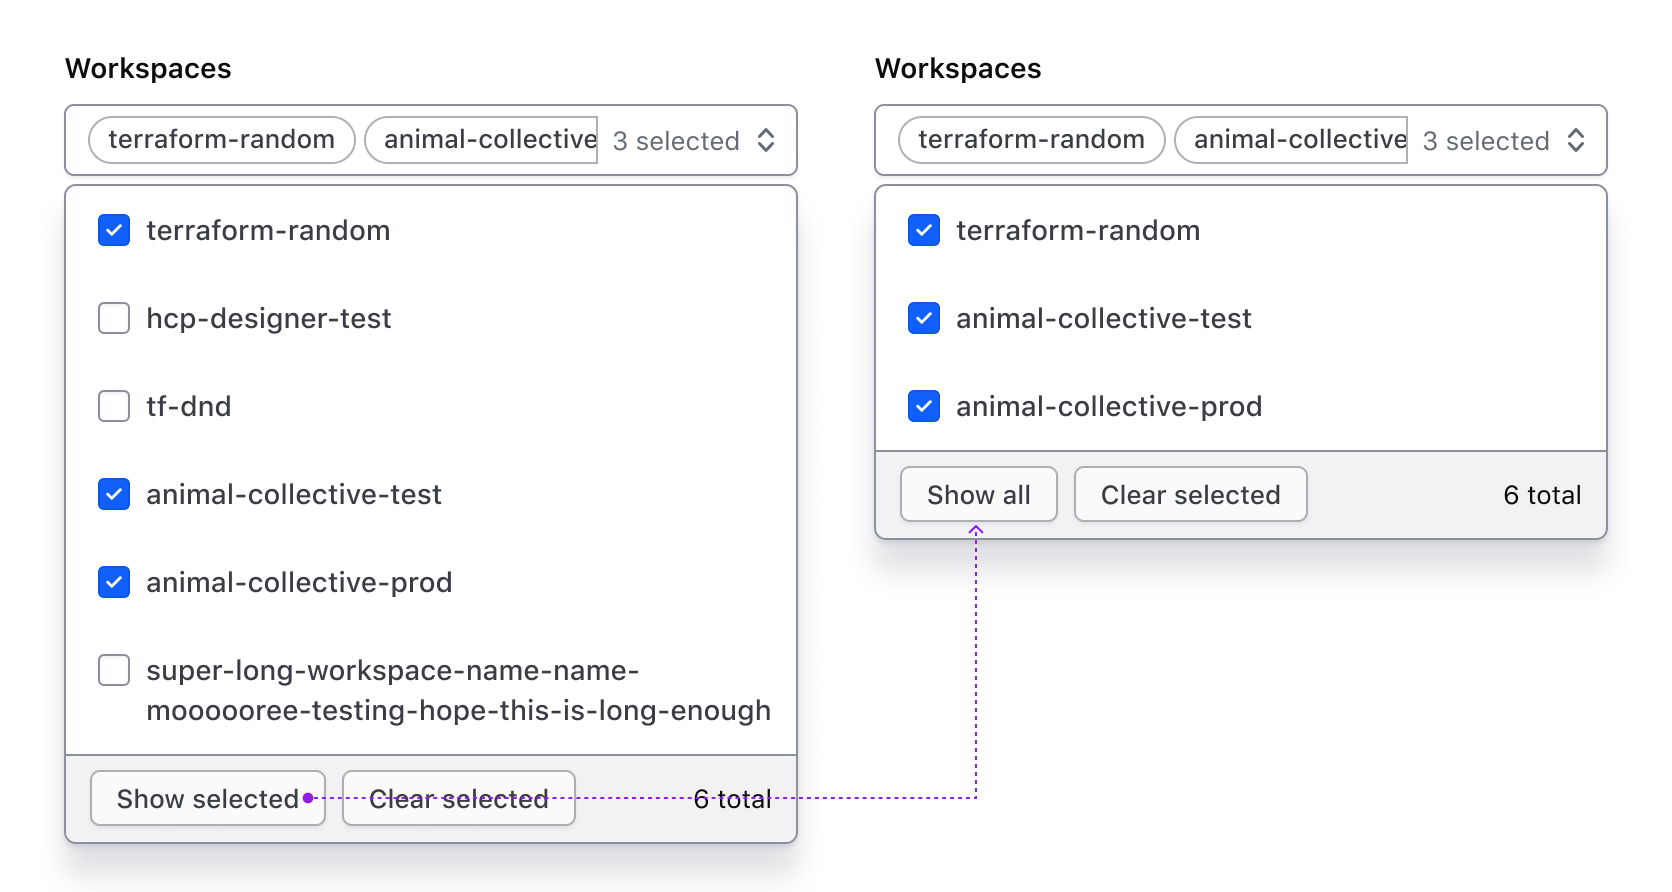 Workspaces
terraform-random
animal-collective
3 selected
terraform-random
hcp-designer-test
tf-dnd
animal-collective-test
animal-collective-prod
super-long-workspace-name-name-
moooooree-testing-hope-this-is-long-enough
Show selected
Clear selected
6 total
Workspaces
terraform-random
animal-collective
3 selected
terraform-random
animal-collective-test
animal-collective-prod
Show all
Clear selected
6 total